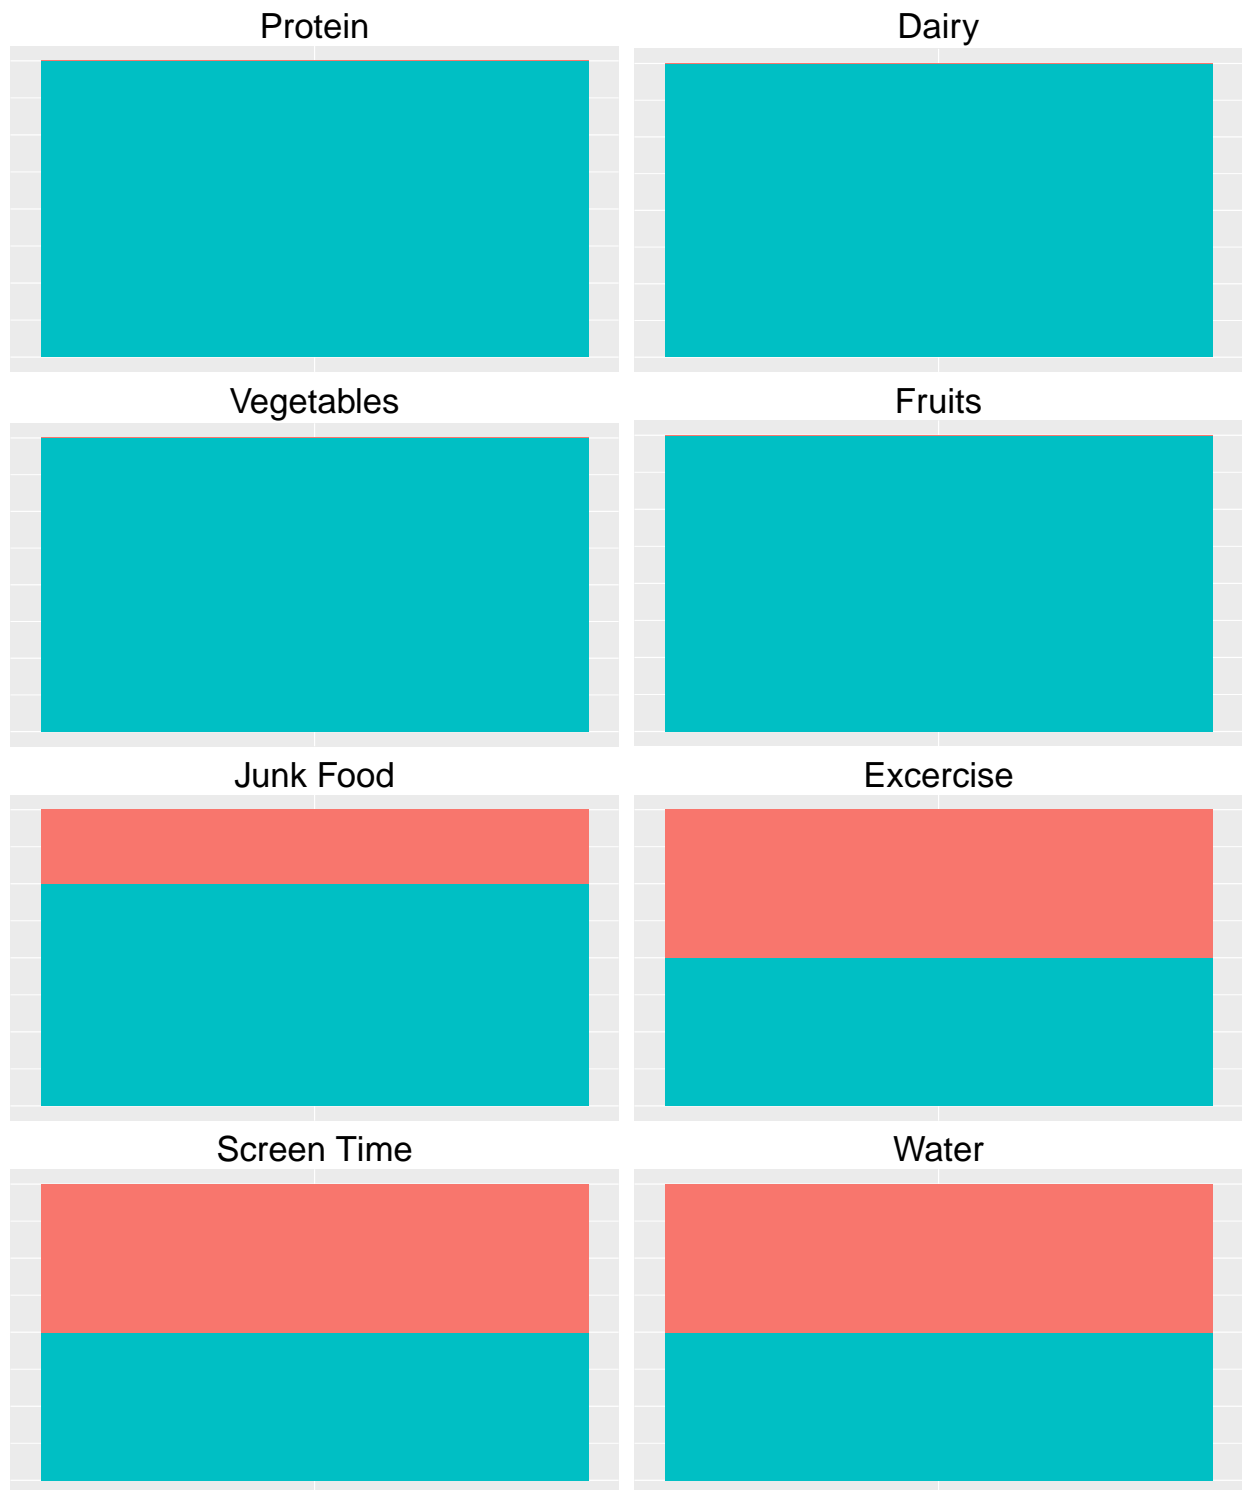 Protein
Dairy
Vegetables
Fruits
Junk Food
Excercise
Screen Time
Water